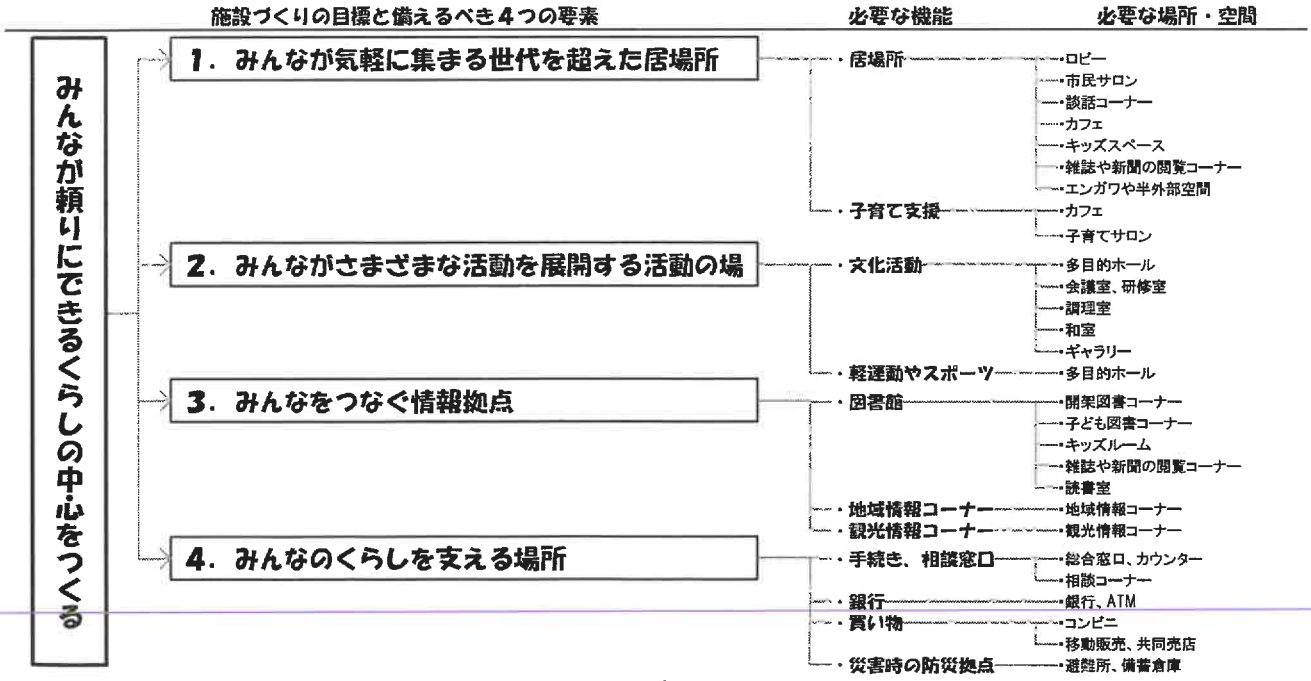 施設づくりの目標と備えるべき4つの要素 必要な機能 必要な場所・空間
みんなが頼りにできるくらしの中心をつくる
1. みんなが気軽に集まる世代を超えた居場所
・居場所
・ロビー
・市民サロン
・談話コーナー
・カフェ
・キッズスペース
・雑誌や新聞の閲覧コーナー
・エンガワや半外部空間
・子育て支援
・カフェ
・子育てサロン
2. みんながさまざまな活動を展開する活動の場
・文化活動
・多目的ホール
・会議室、研修室
・調理室
・和室
・ギャラリー
・軽運動やスポーツ
・多目的ホール
3. みんなをつなぐ情報拠点
・図書館
・開架図書コーナー
・子ども図書コーナー
・キッズルーム
・雑誌や新聞の閲覧コーナー
・読書室
・地域情報コーナー
・地域情報コーナー
・観光情報コーナー
・観光情報コーナー
4. みんなのくらしを支える場所
・手続き、相談窓口
・総合窓口、カウンター
・相談コーナー
・銀行
・銀行、ATM
・買い物
・コンビニ
・移動販売、共同売店
・災害時の防災拠点
・避難所、備蓄倉庫